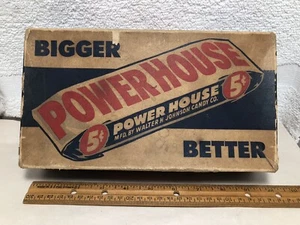 BIGGER
POWERHOUSE
5¢
5¢
POWER HOUSE
MFD. BY WALTER H. JOHNSON CANDY CO.
BETTER